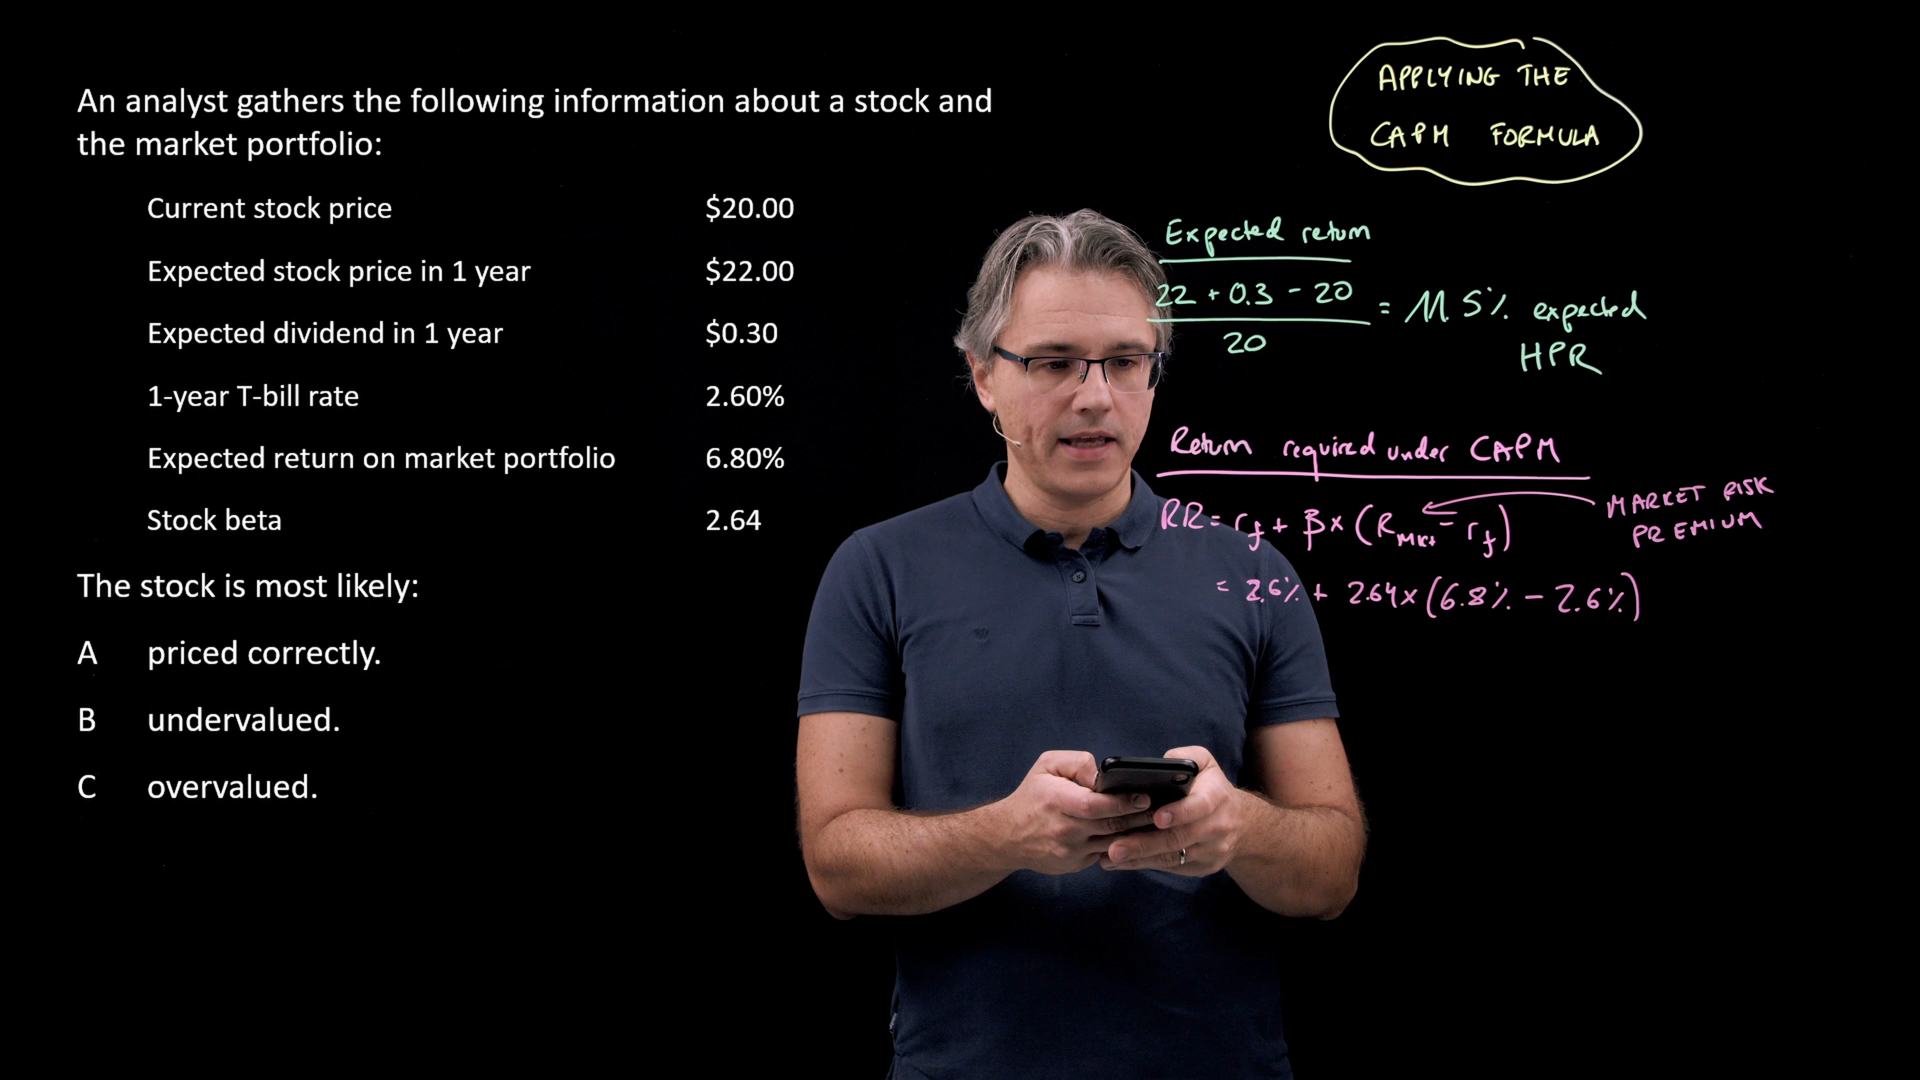 An analyst gathers the following information about a stock and
the market portfolio:
Current stock price $20.00
Expected stock price in 1 year $22.00
Expected dividend in 1 year $0.30
1-year T-bill rate 2.60%
Expected return on market portfolio 6.80%
Stock beta 2.64
The stock is most likely:
A priced correctly.
B undervalued.
C overvalued.
APPLYING THE
CAPM FORMULA
Expected return
22 + 0.3 - 20
20
= 11.5% expected
HPR
Return required under CAPM
MARKET RISK
PREMIUM
RR = rf + β × (RMKT - rf)
= 2.6% + 2.64 × (6.8% - 2.6%)